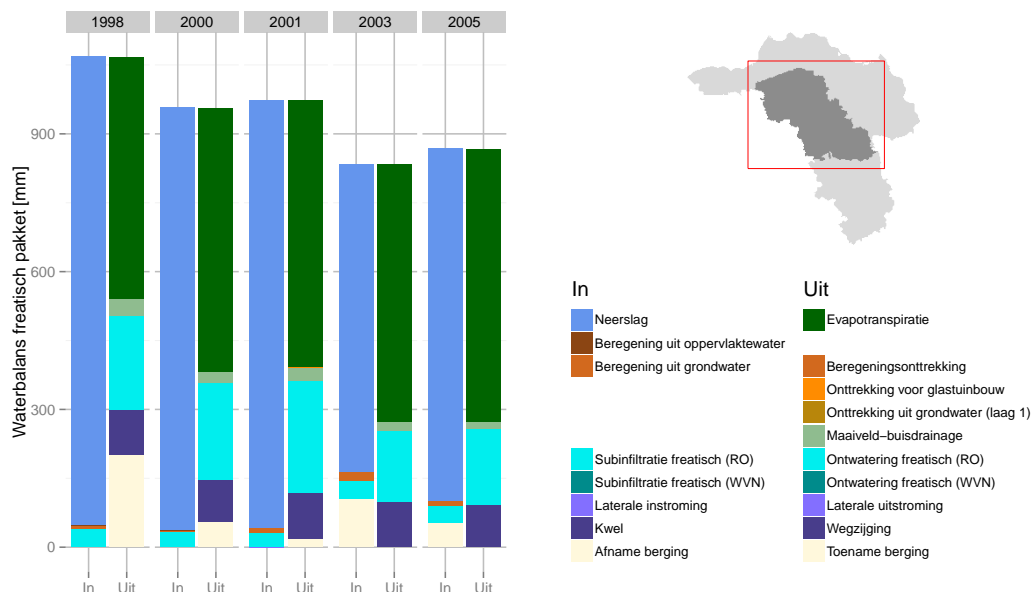 1998 2000 2001 2003 2005
Waterbalans freatisch pakket [mm]
900
600
300
0
In Uit In Uit In Uit In Uit In Uit
In
Neerslag
Beregening uit oppervlaktewater
Beregening uit grondwater
Subinfiltratie freatisch (RO)
Subinfiltratie freatisch (WVN)
Laterale instroming
Kwel
Afname berging
Uit
Evapotranspiratie
Beregeningsonttrekking
Onttrekking voor glastuinbouw
Onttrekking uit grondwater (laag 1)
Maaiveld−buisdrainage
Ontwatering freatisch (RO)
Ontwatering freatisch (WVN)
Laterale uitstroming
Wegzijging
Toename berging